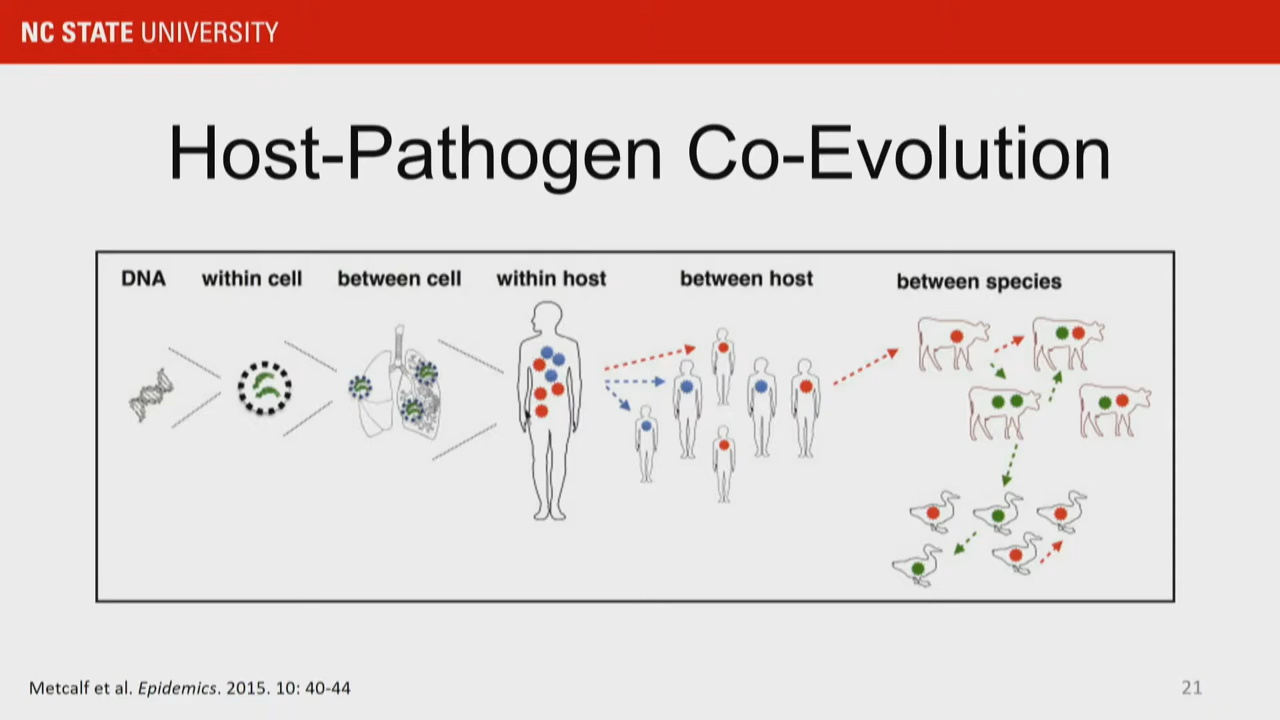 NC STATE UNIVERSITY
Host-Pathogen Co-Evolution
DNA within cell between cell within host between host between species
Metcalf et al. Epidemics. 2015. 10: 40-44
21